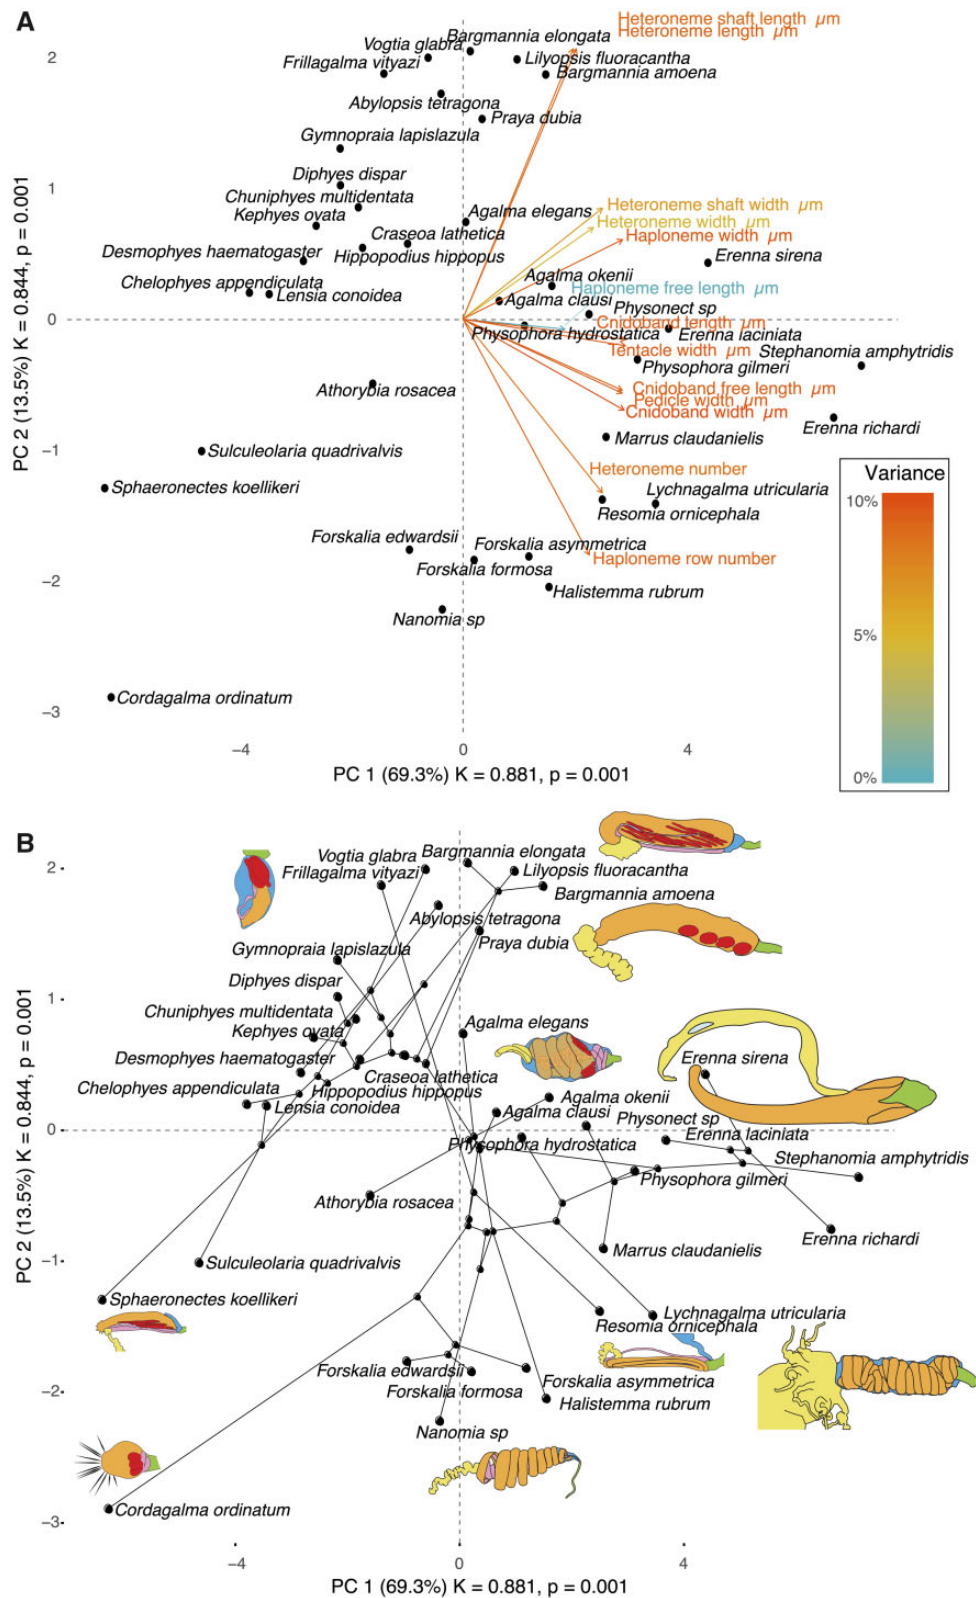 A
Heteroneme shaft length µm
Heteroneme length µm
Bargmannia elongata
Vogtia glabra
Lilyopsis fluoracantha
Frillagalma vityazi
Bargmannia amoena
Abylopsis tetragona
Praya dubia
Gymnopraia lapislazula
Diphyes dispar
Chuniphyes multidentata
Kephyes ovata
Heteroneme shaft width µm
Agalma elegans
Heteroneme width µm
Craseoa lathetica
Haploneme width µm
Desmophyes haematogaster
Hippopodius hippopus
Erenna sirena
Agalma okenii
Chelophyes appendiculata
Haploneme free length µm
Lensia conoidea
Agalma clausi
Physonect sp
Cnidoband length µm
Physophora hydrostatica
Erenna laciniata
Tentacle width µm
Stephanomia amphytridis
Physophora gilmeri
Athorybia rosacea
Cnidoband free length µm
Pedicle width µm
Cnidoband width µm
Erenna richardi
Marrus claudanielis
Sulculeolaria quadrivalvis
Heteroneme number
Sphaeronectes koellikeri
Lychnagalma utricularia
Resomia ornicephala
Forskalia edwardsii
Forskalia asymmetrica
Haploneme row number
Forskalia formosa
Halistemma rubrum
Nanomia sp
Cordagalma ordinatum
2
1
0
−1
−2
−3
PC 2 (13.5%) K = 0.844, p = 0.001
−4 0 4
PC 1 (69.3%) K = 0.881, p = 0.001
Variance
10%
5%
0%
B
Vogtia glabra
Bargmannia elongata
Frillagalma vityazi
Lilyopsis fluoracantha
Bargmannia amoena
Abylopsis tetragona
Praya dubia
Gymnopraia lapislazula
Diphyes dispar
Chuniphyes multidentata
Agalma elegans
Kephyes ovata
Desmophyes haematogaster
Erenna sirena
Craseoa lathetica
Chelophyes appendiculata
Hippopodius hippopus
Agalma okenii
Lensia conoidea
Agalma clausi
Physonect sp
Erenna laciniata
Physophora hydrostatica
Stephanomia amphytridis
Physophora gilmeri
Athorybia rosacea
Erenna richardi
Marrus claudanielis
Sulculeolaria quadrivalvis
Sphaeronectes koellikeri
Lychnagalma utricularia
Resomia ornicephala
Forskalia edwardsii
Forskalia asymmetrica
Forskalia formosa
Halistemma rubrum
Nanomia sp
Cordagalma ordinatum
2
1
0
−1
−2
−3
PC 2 (13.5%) K = 0.844, p = 0.001
−4 0 4
PC 1 (69.3%) K = 0.881, p = 0.001